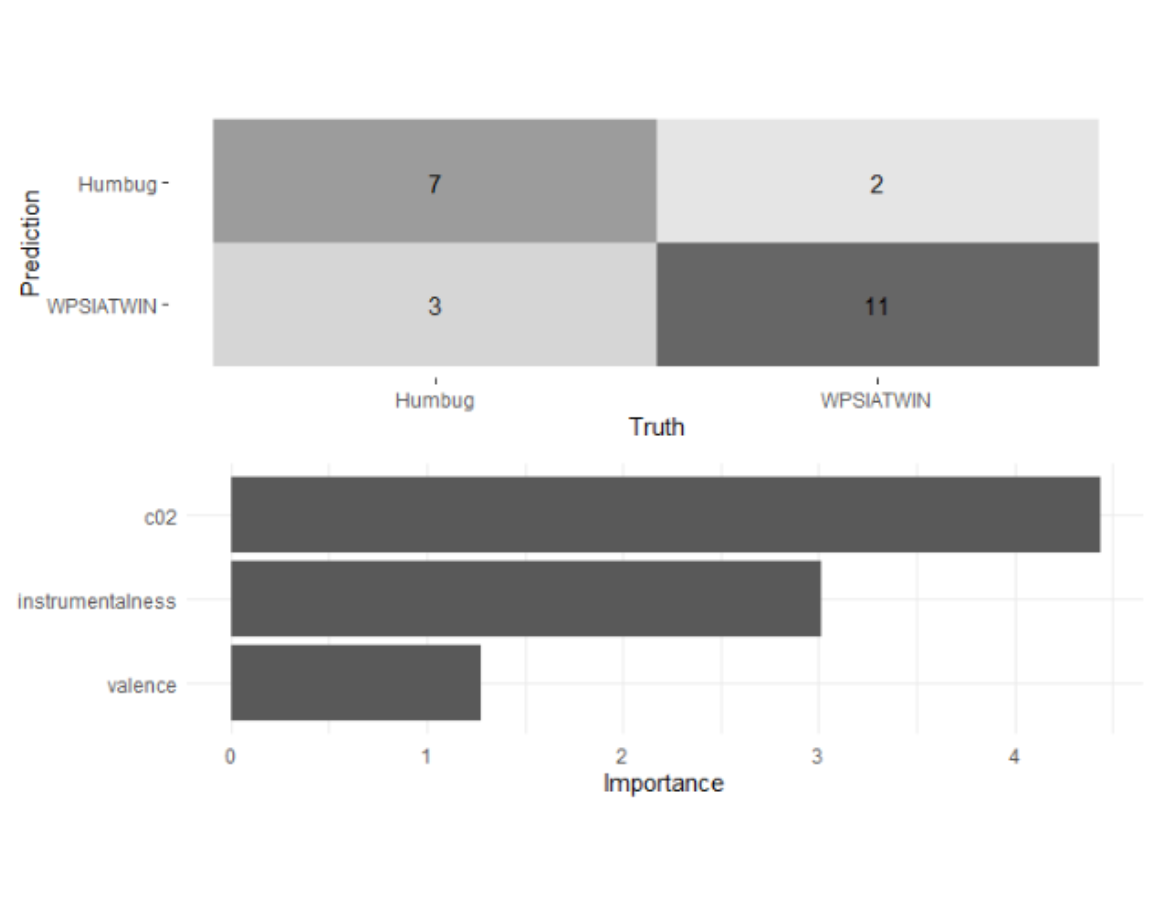 Prediction
Humbug
7
2
WPSIATWIN
3
11
Humbug
WPSIATWIN
Truth
c02
instrumentalness
valence
0
1
2
3
4
Importance